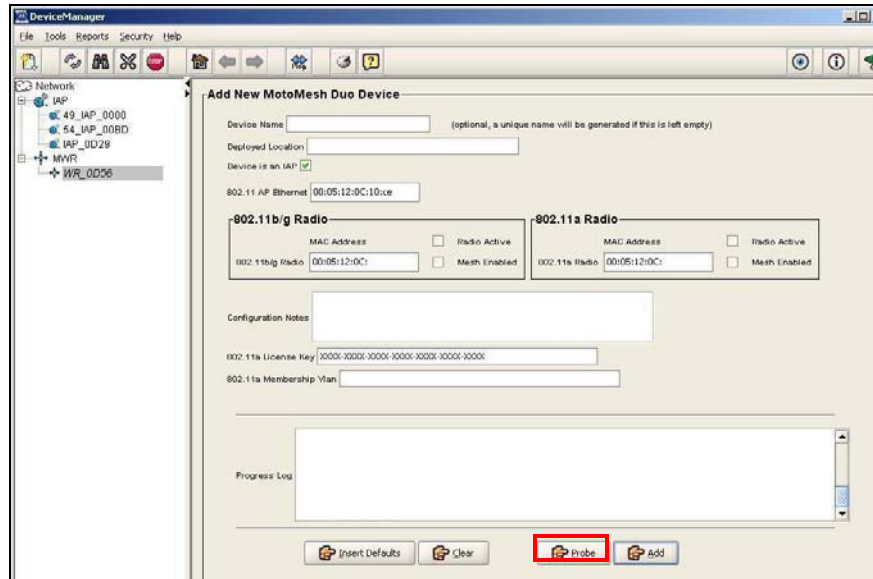 DeviceManager
File Tools Reports Security Help
Network
IAP
49_IAP_0000
54_IAP_00BD
IAP_0D29
MWR
WR_0D56
Add New MotoMesh Duo Device
Device Name (optional, a unique name will be generated if this is left empty)
Deployed Location
Device is an IAP
802.11 AP Ethernet 00:05:12:0C:10:ce
802.11b/g Radio
MAC Address Radio Active
802.11b/g Radio 00:05:12:0C: Mesh Enabled
802.11a Radio
MAC Address Radio Active
802.11a Radio 00:05:12:0C: Mesh Enabled
Configuration Notes
802.11a License Key XXXX-XXXX-XXXX-XXXX-XXXX-XXXX-XXXX
802.11a Membership Vlan
Progress Log
Insert Defaults Clear Probe Add